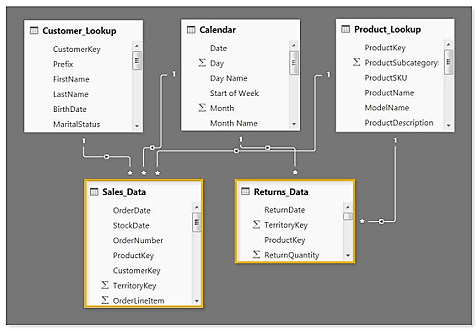 Customer_Lookup
CustomerKey
Prefix
FirstName
LastName
BirthDate
MaritalStatus
Calendar
Date
Σ Day
Day Name
Start of Week
Σ Month
Month Name
Product_Lookup
ProductKey
Σ ProductSubcategory
ProductSKU
ProductName
ModelName
ProductDescription
1
1
1
1
1
* * *
*
*
Sales_Data
OrderDate
StockDate
OrderNumber
ProductKey
CustomerKey
Σ TerritoryKey
Σ OrderLineItem
Returns_Data
ReturnDate
Σ TerritoryKey
ProductKey
Σ ReturnQuantity